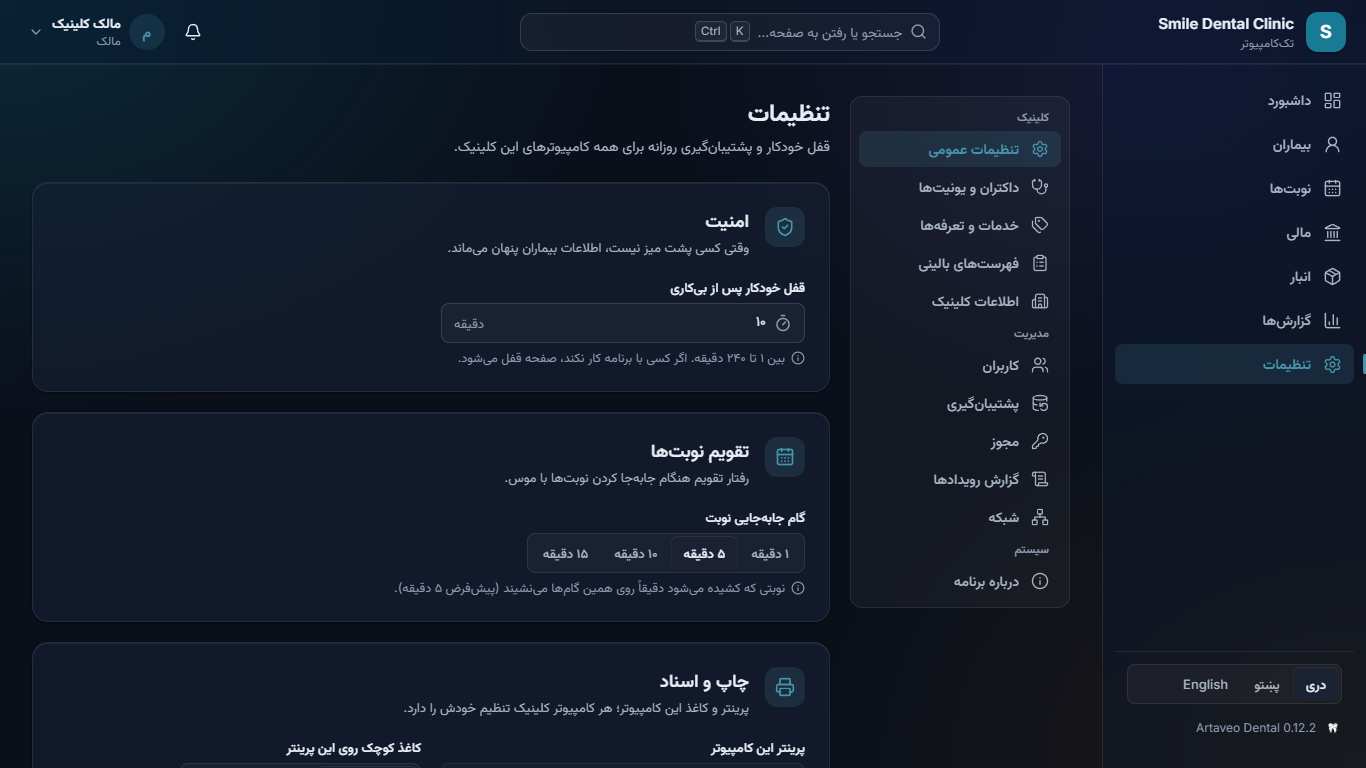 Smile Dental Clinic
تک‌کامپیوتر
جستجو یا رفتن به صفحه... Ctrl K
مالک کلینیک
مالک
م
S
داشبورد
بیماران
نوبت‌ها
مالی
انبار
گزارش‌ها
تنظیمات
دری پښتو English
Artaveo Dental 0.12.2
کلینیک
تنظیمات عمومی
داکتران و یونیت‌ها
خدمات و تعرفه‌ها
فهرست‌های بالینی
اطلاعات کلینیک
مدیریت
کاربران
پشتیبان‌گیری
مجوز
گزارش رویدادها
شبکه
سیستم
درباره برنامه
تنظیمات
قفل خودکار و پشتیبان‌گیری روزانه برای همه کامپیوترهای این کلینیک.
امنیت
وقتی کسی پشت میز نیست، اطلاعات بیماران پنهان می‌ماند.
قفل خودکار پس از بی‌کاری
۱۰ دقیقه
بین ۱ تا ۲۴۰ دقیقه. اگر کسی با برنامه کار نکند، صفحه قفل می‌شود.
تقویم نوبت‌ها
رفتار تقویم هنگام جابه‌جا کردن نوبت‌ها با موس.
گام جابه‌جایی نوبت
۱ دقیقه ۵ دقیقه ۱۰ دقیقه ۱۵ دقیقه
نوبتی که کشیده می‌شود دقیقاً روی همین گام‌ها می‌نشیند (پیش‌فرض ۵ دقیقه).
چاپ و اسناد
پرینتر و کاغذ این کامپیوتر؛ هر کامپیوتر کلینیک تنظیم خودش را دارد.
پرینتر این کامپیوتر
کاغذ کوچک روی این پرینتر